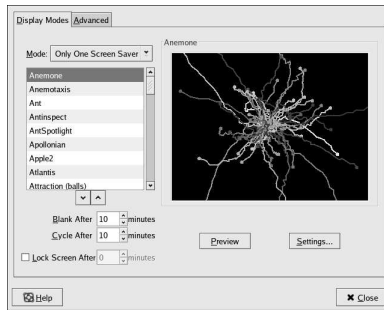 Display Modes Advanced
Mode: Only One Screen Saver
Anemone
Anemone
Anemotaxis
Ant
Antinspect
AntSpotlight
Apollonian
Apple2
Atlantis
Attraction (balls)
Blank After 10 minutes
Cycle After 10 minutes
Lock Screen After 0 minutes
Preview Settings...
Help Close